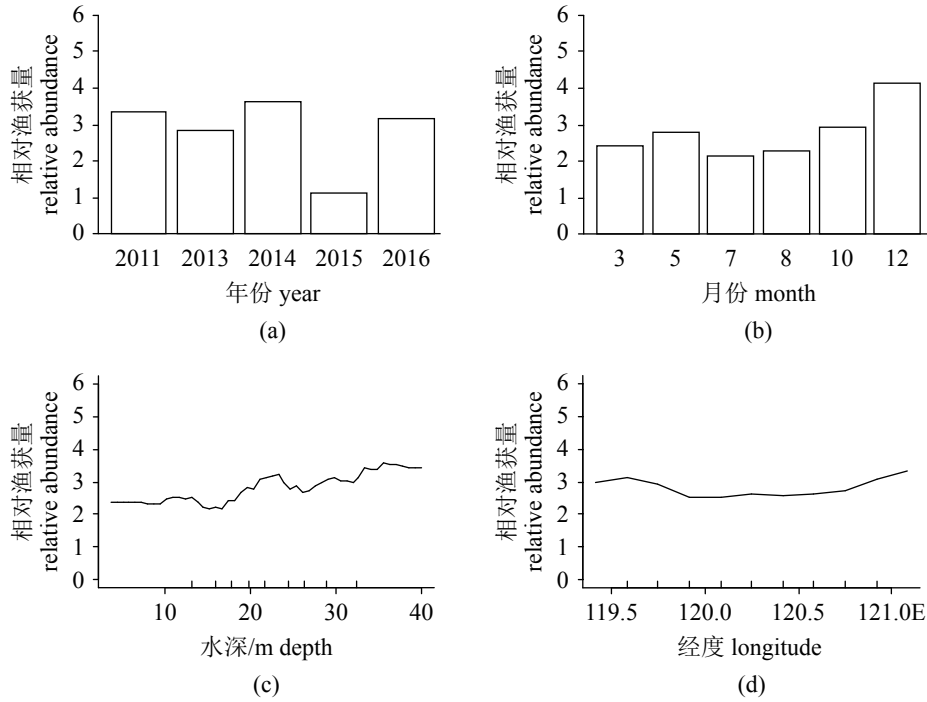 相对渔获量
relative abundance
6
5
4
3
2
1
0
2011 2013 2014 2015 2016
年份 year
(a)
相对渔获量
relative abundance
6
5
4
3
2
1
0
3 5 7 8 10 12
月份 month
(b)
相对渔获量
relative abundance
6
5
4
3
2
1
0
10 20 30 40
水深/m depth
(c)
相对渔获量
relative abundance
6
5
4
3
2
1
0
119.5 120.0 120.5 121.0E
经度 longitude
(d)